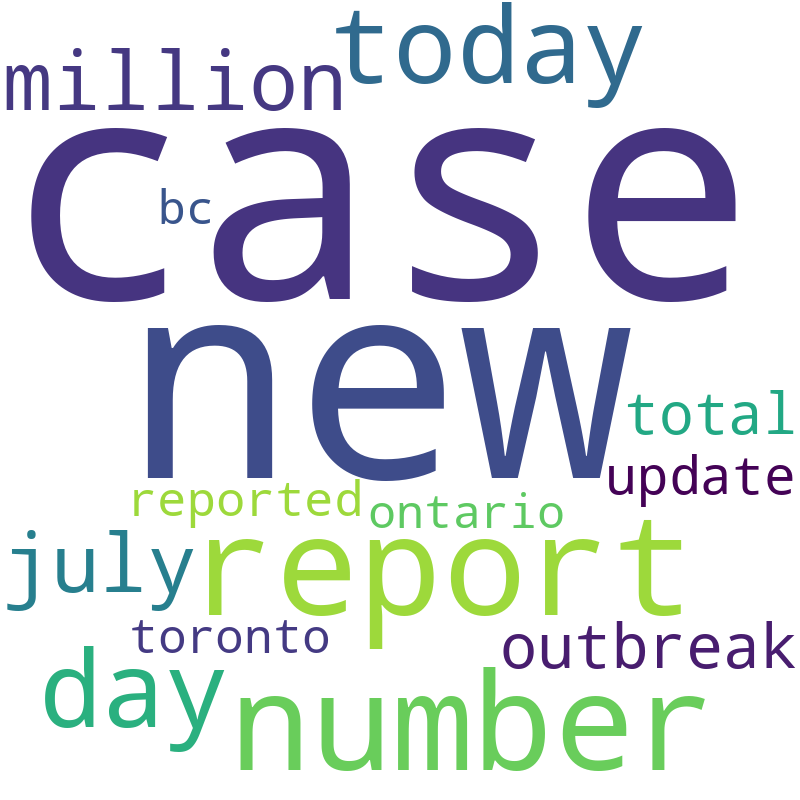 today
million
case
bc
new
total
update
reported
ontario
july
report
toronto
outbreak
day
number